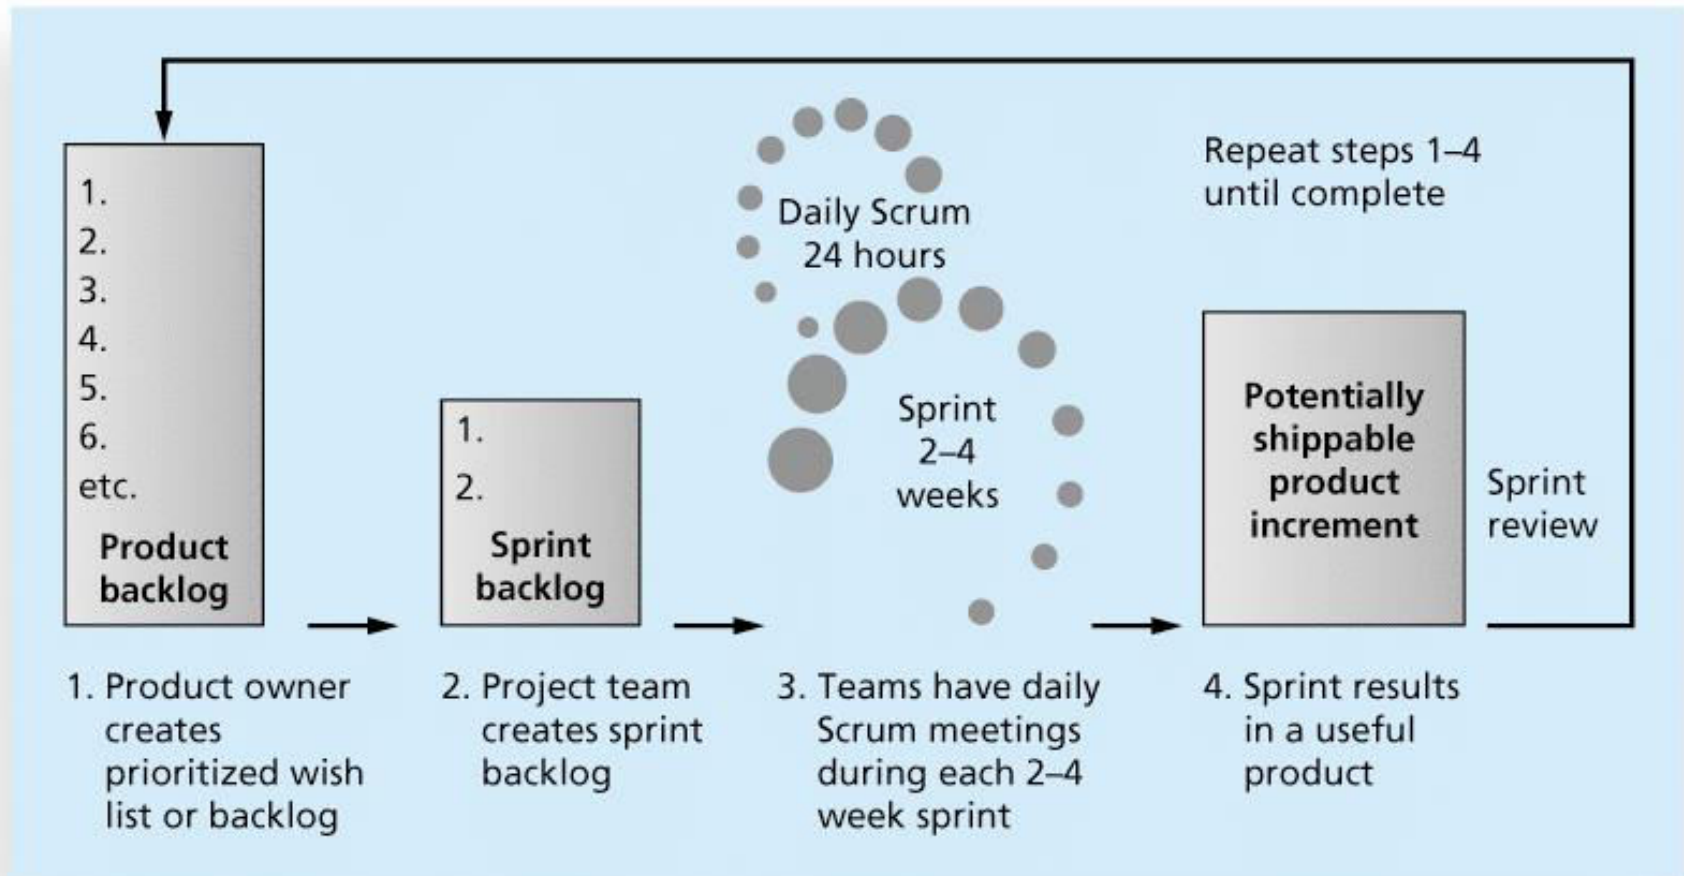 1.
2.
3.
4.
5.
6.
etc.
Product
backlog
1.
2.
Sprint
backlog
Daily Scrum
24 hours
Sprint
2–4
weeks
Repeat steps 1–4
until complete
Potentially
shippable
product
increment
Sprint
review
1. Product owner
creates
prioritized wish
list or backlog
2. Project team
creates sprint
backlog
3. Teams have daily
Scrum meetings
during each 2–4
week sprint
4. Sprint results
in a useful
product